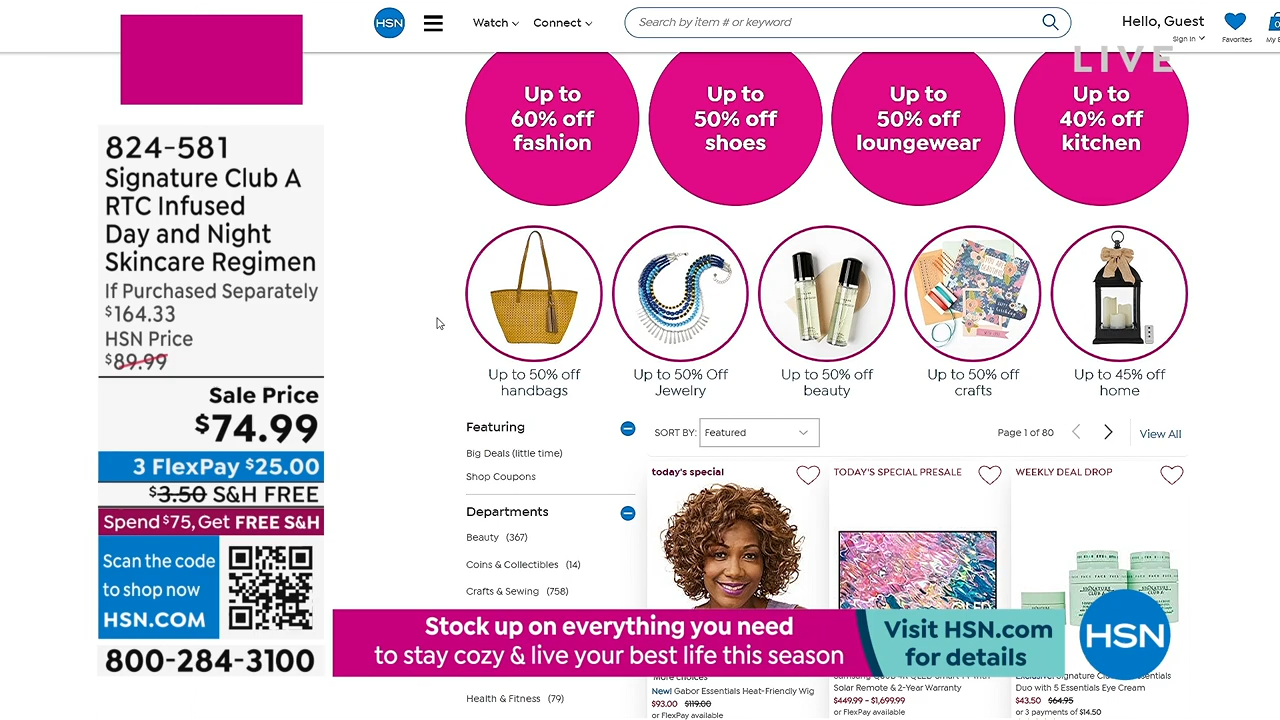 HSN
Watch
Connect
Search by item # or keyword
Hello, Guest
Sign In
Favorites
LIVE
824-581
Signature Club A
RTC Infused
Day and Night
Skincare Regimen
If Purchased Separately
$164.33
HSN Price
$89.99
Sale Price
$74.99
3 FlexPay $25.00
$3.50 S&H FREE
Spend $75, Get FREE S&H
Scan the code
to shop now
HSN.COM
800-284-3100
Up to
60% off
fashion
Up to
50% off
shoes
Up to
50% off
loungewear
Up to
40% off
kitchen
Up to 50% off
handbags
Up to 50% Off
Jewelry
Up to 50% off
beauty
Up to 50% off
crafts
Up to 45% off
home
Featuring
Big Deals (little time)
Shop Coupons
Departments
Beauty (367)
Coins & Collectibles (14)
Crafts & Sewing (758)
Health & Fitness (79)
SORT BY: Featured
Page 1 of 80
View All
today's special
TODAY'S SPECIAL PRESALE
WEEKLY DEAL DROP
SIGNATURE
CLUB A
Stock up on everything you need
to stay cozy & live your best life this season
Visit HSN.com
for details
HSN
More choices
New! Gabor Essentials Heat-Friendly Wig
$93.00 $119.00
or FlexPay available
Solar Remote & 2-Year Warranty
$449.99 - $1,699.99
or FlexPay available
Duo with 5 Essentials Eye Cream
$43.50 $64.95
or 3 payments of $14.50